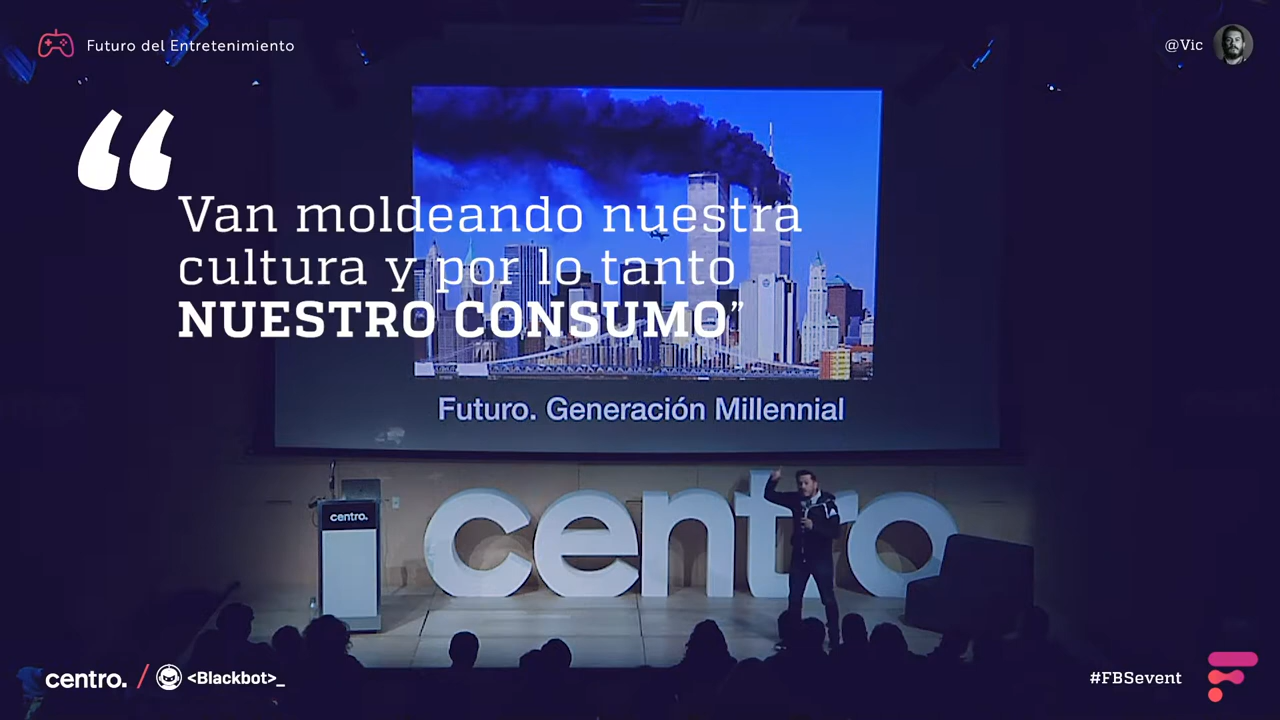 Futuro del Entretenimiento
@Vic
“Van moldeando nuestra
cultura y por lo tanto
NUESTRO CONSUMO”
Futuro. Generación Millennial
centro.
centro
centro. / <Blackbot>_
#FBSevent